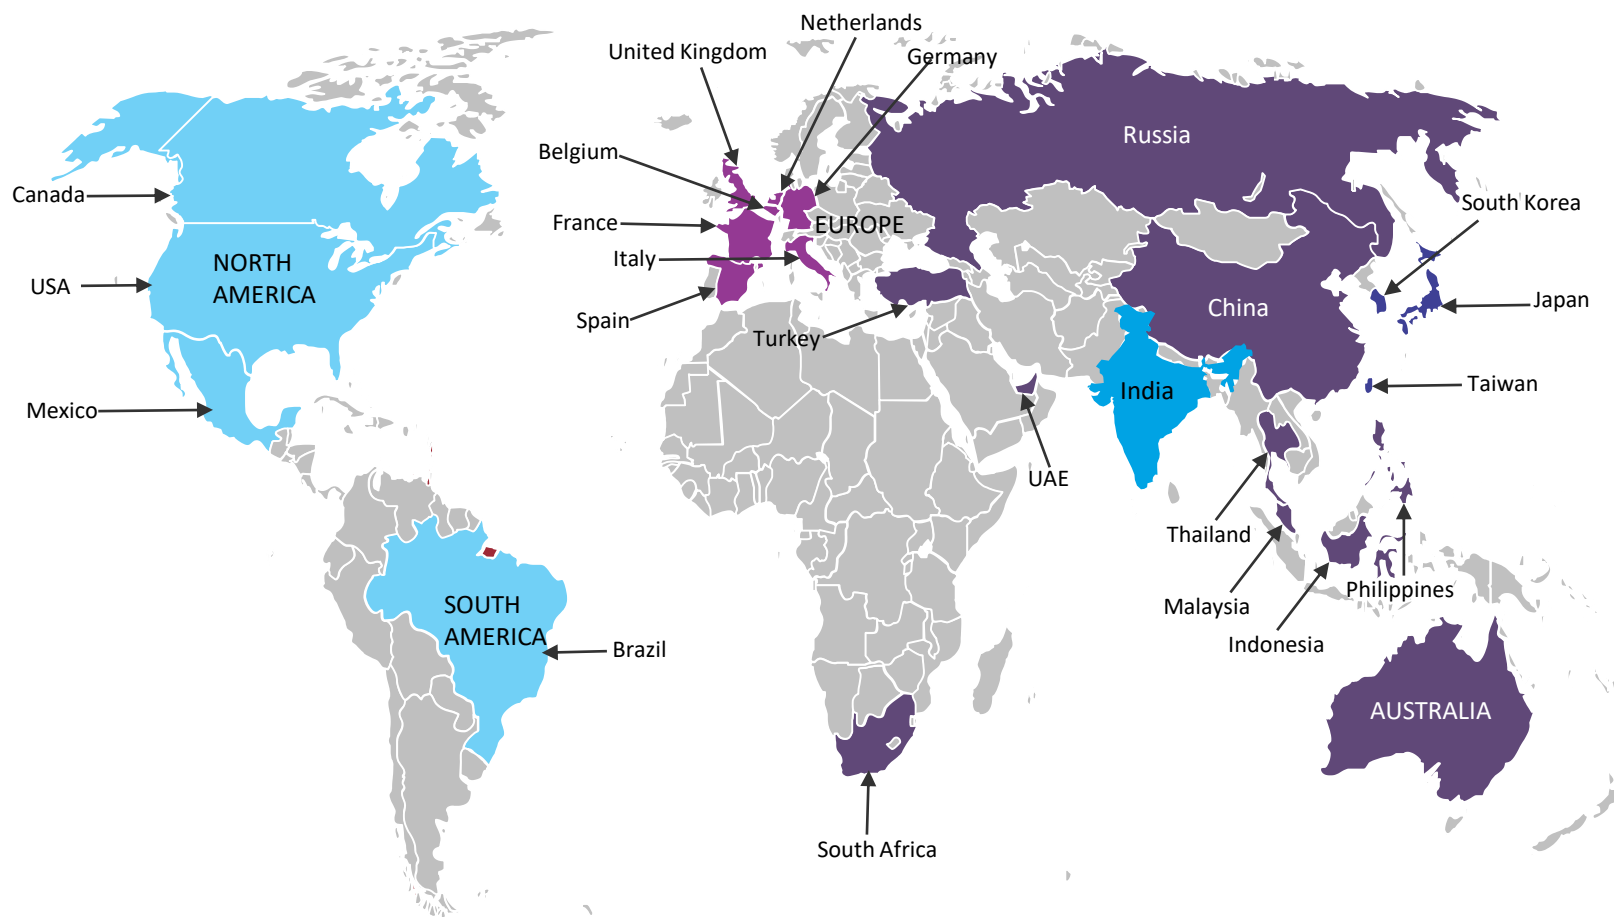 Netherlands
United Kingdom
Germany
Russia
Belgium
Canada
South Korea
France
EUROPE
Italy
NORTH
AMERICA
USA
Japan
China
Spain
Turkey
Taiwan
India
Mexico
UAE
Thailand
Philippines
SOUTH
AMERICA
Malaysia
Indonesia
Brazil
AUSTRALIA
South Africa